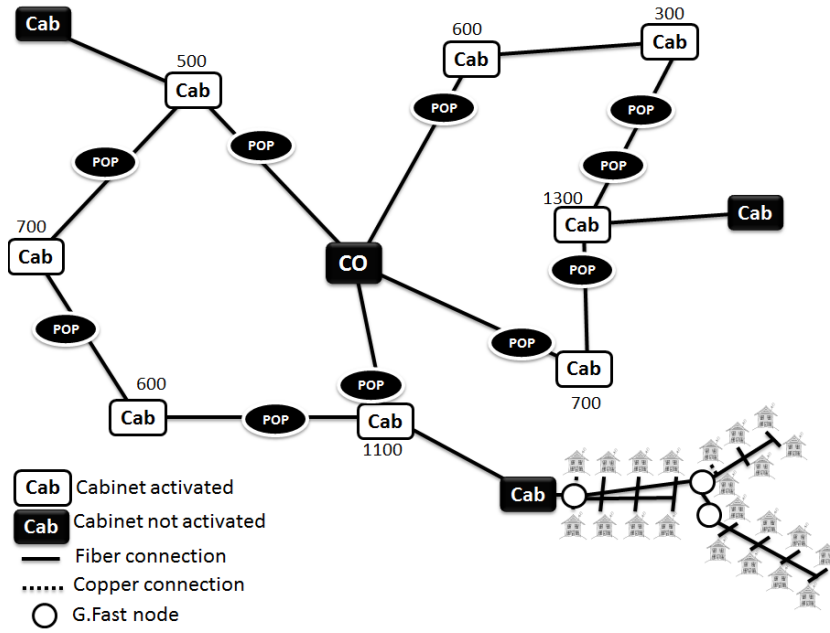 Cab
500
Cab
600
Cab
300
Cab
POP
POP
POP
POP
POP
700
Cab
1300
Cab
Cab
CO
POP
POP
POP
Cab
700
POP
600
Cab
POP
Cab
1100
Cab
Cab Cabinet activated
Cab Cabinet not activated
Fiber connection
Copper connection
G.Fast node